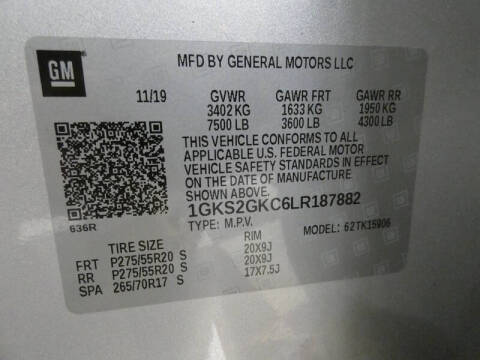 GM
MFD BY GENERAL MOTORS LLC
11/19 GVWR GAWR FRT GAWR RR
3402 KG 1633 KG 1950 KG
7500 LB 3600 LB 4300 LB
THIS VEHICLE CONFORMS TO ALL
APPLICABLE U.S. FEDERAL MOTOR
VEHICLE SAFETY STANDARDS IN EFFECT
ON THE DATE OF MANUFACTURE
SHOWN ABOVE.
1GKS2GKC6LR187882
636R TYPE: M.P.V. MODEL: 62TK15906
TIRE SIZE RIM
FRT P275/55R20 S 20X9J
RR P275/55R20 S 20X9J
SPA 265/70R17 S 17X7.5J